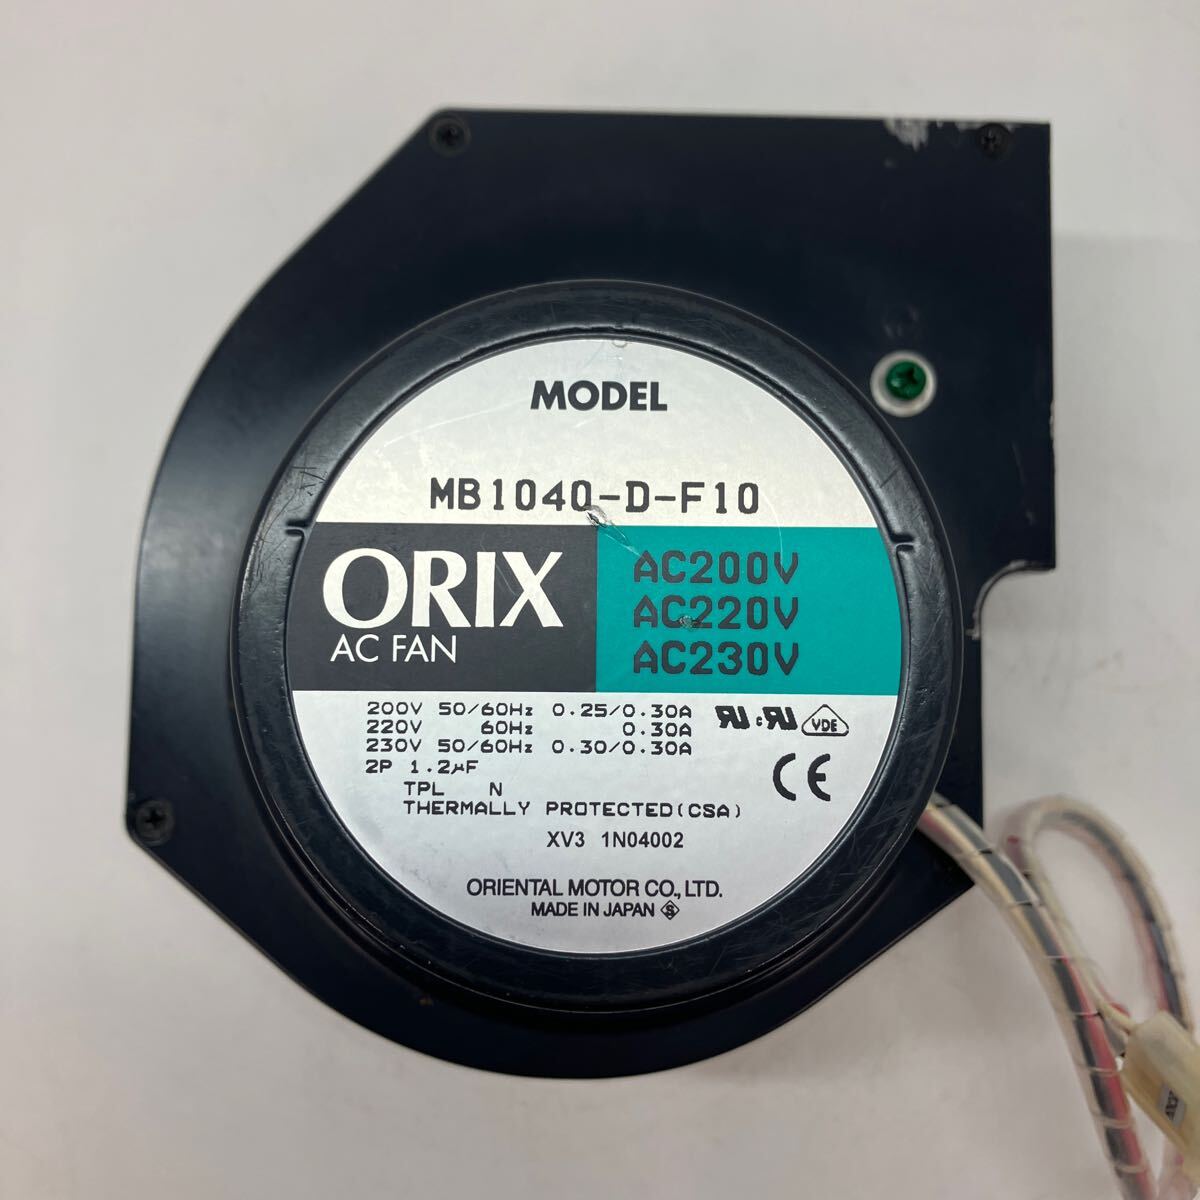 MODEL
MB1040-D-F10
ORIX
AC FAN
AC200V
AC220V
AC230V
200V 50/60Hz 0.25/0.30A
220V 60Hz 0.30A
230V 50/60Hz 0.30/0.30A
2P 1.2μF
VDE
CE
TPL N
THERMALLY PROTECTED(CSA)
XV3 1N04002
ORIENTAL MOTOR CO., LTD.
MADE IN JAPAN S